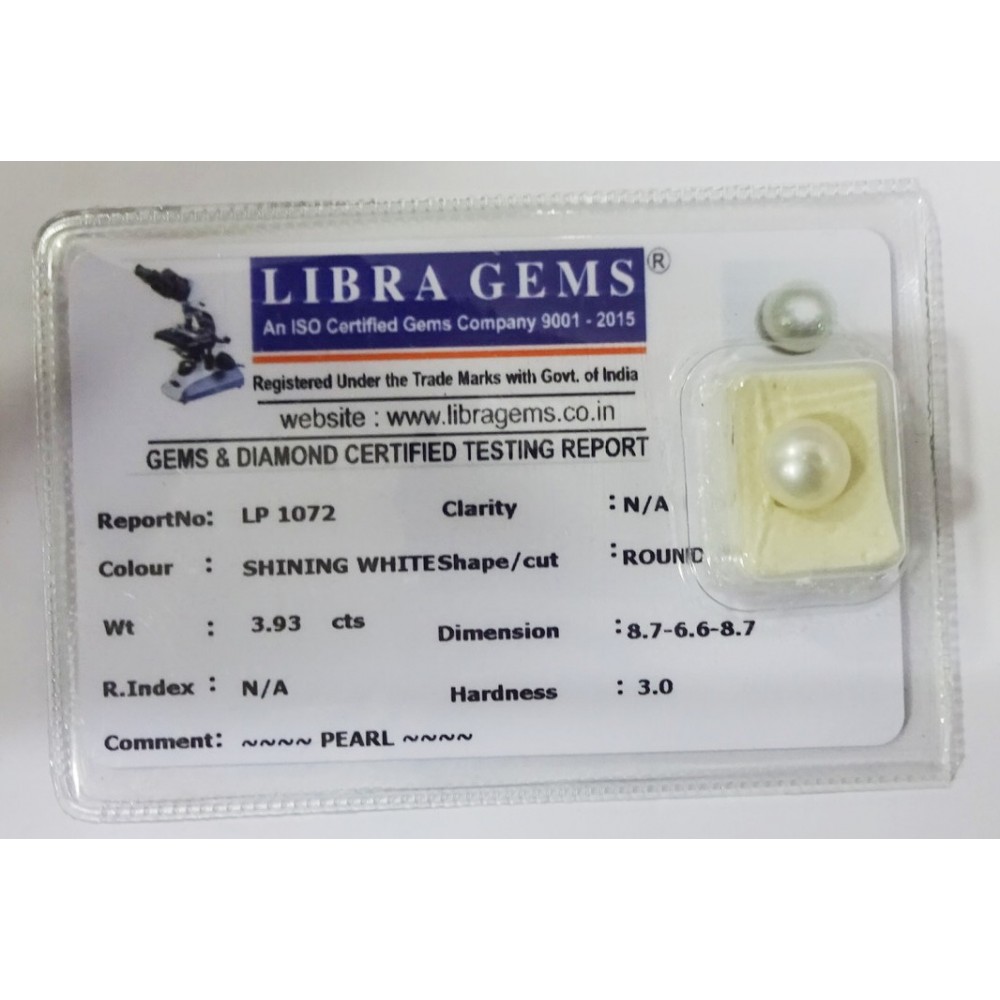 LIBRA GEMS ®
An ISO Certified Gems Company 9001 - 2015
Registered Under the Trade Marks with Govt. of India
website : www.libragems.co.in
GEMS & DIAMOND CERTIFIED TESTING REPORT
ReportNo: LP 1072 Clarity : N/A
Colour : SHINING WHITE Shape/cut : ROUND
Wt : 3.93 cts Dimension : 8.7-6.6-8.7
R.Index : N/A Hardness : 3.0
Comment: ~~~~ PEARL ~~~~